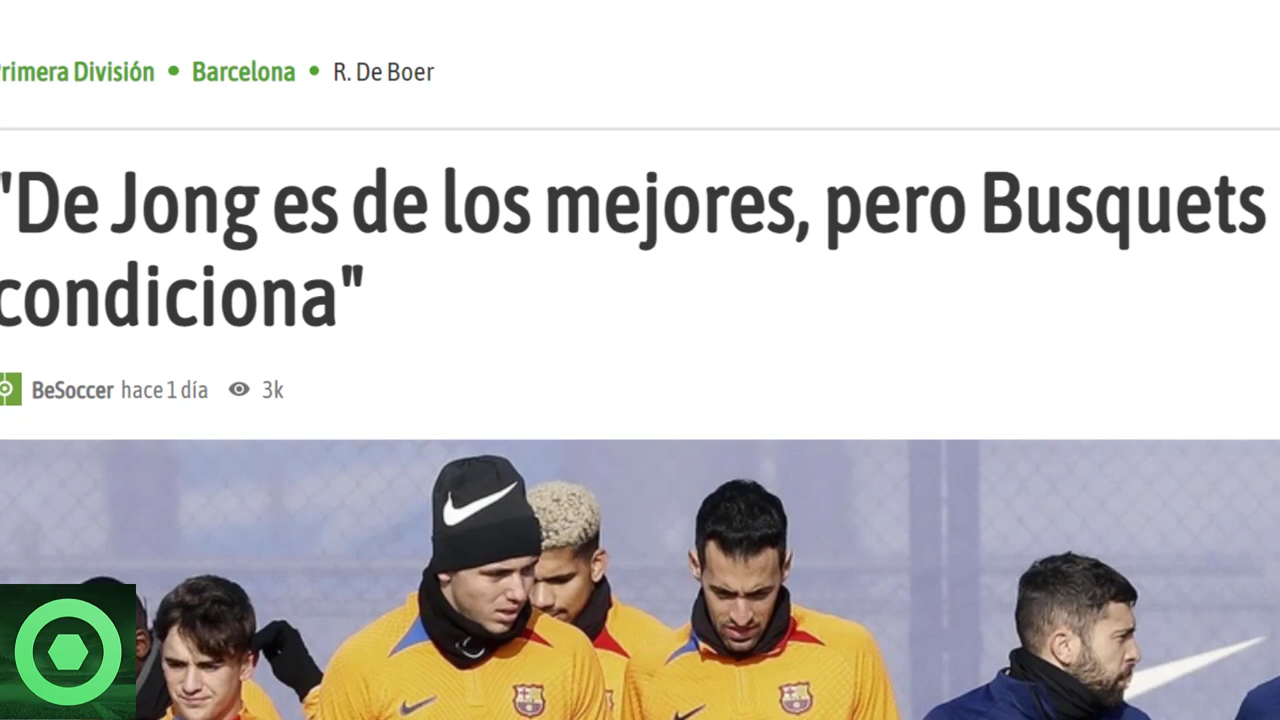 rimera División • Barcelona • R. De Boer
"De Jong es de los mejores, pero Busquets
condiciona"
BeSoccer hace 1 día 3k